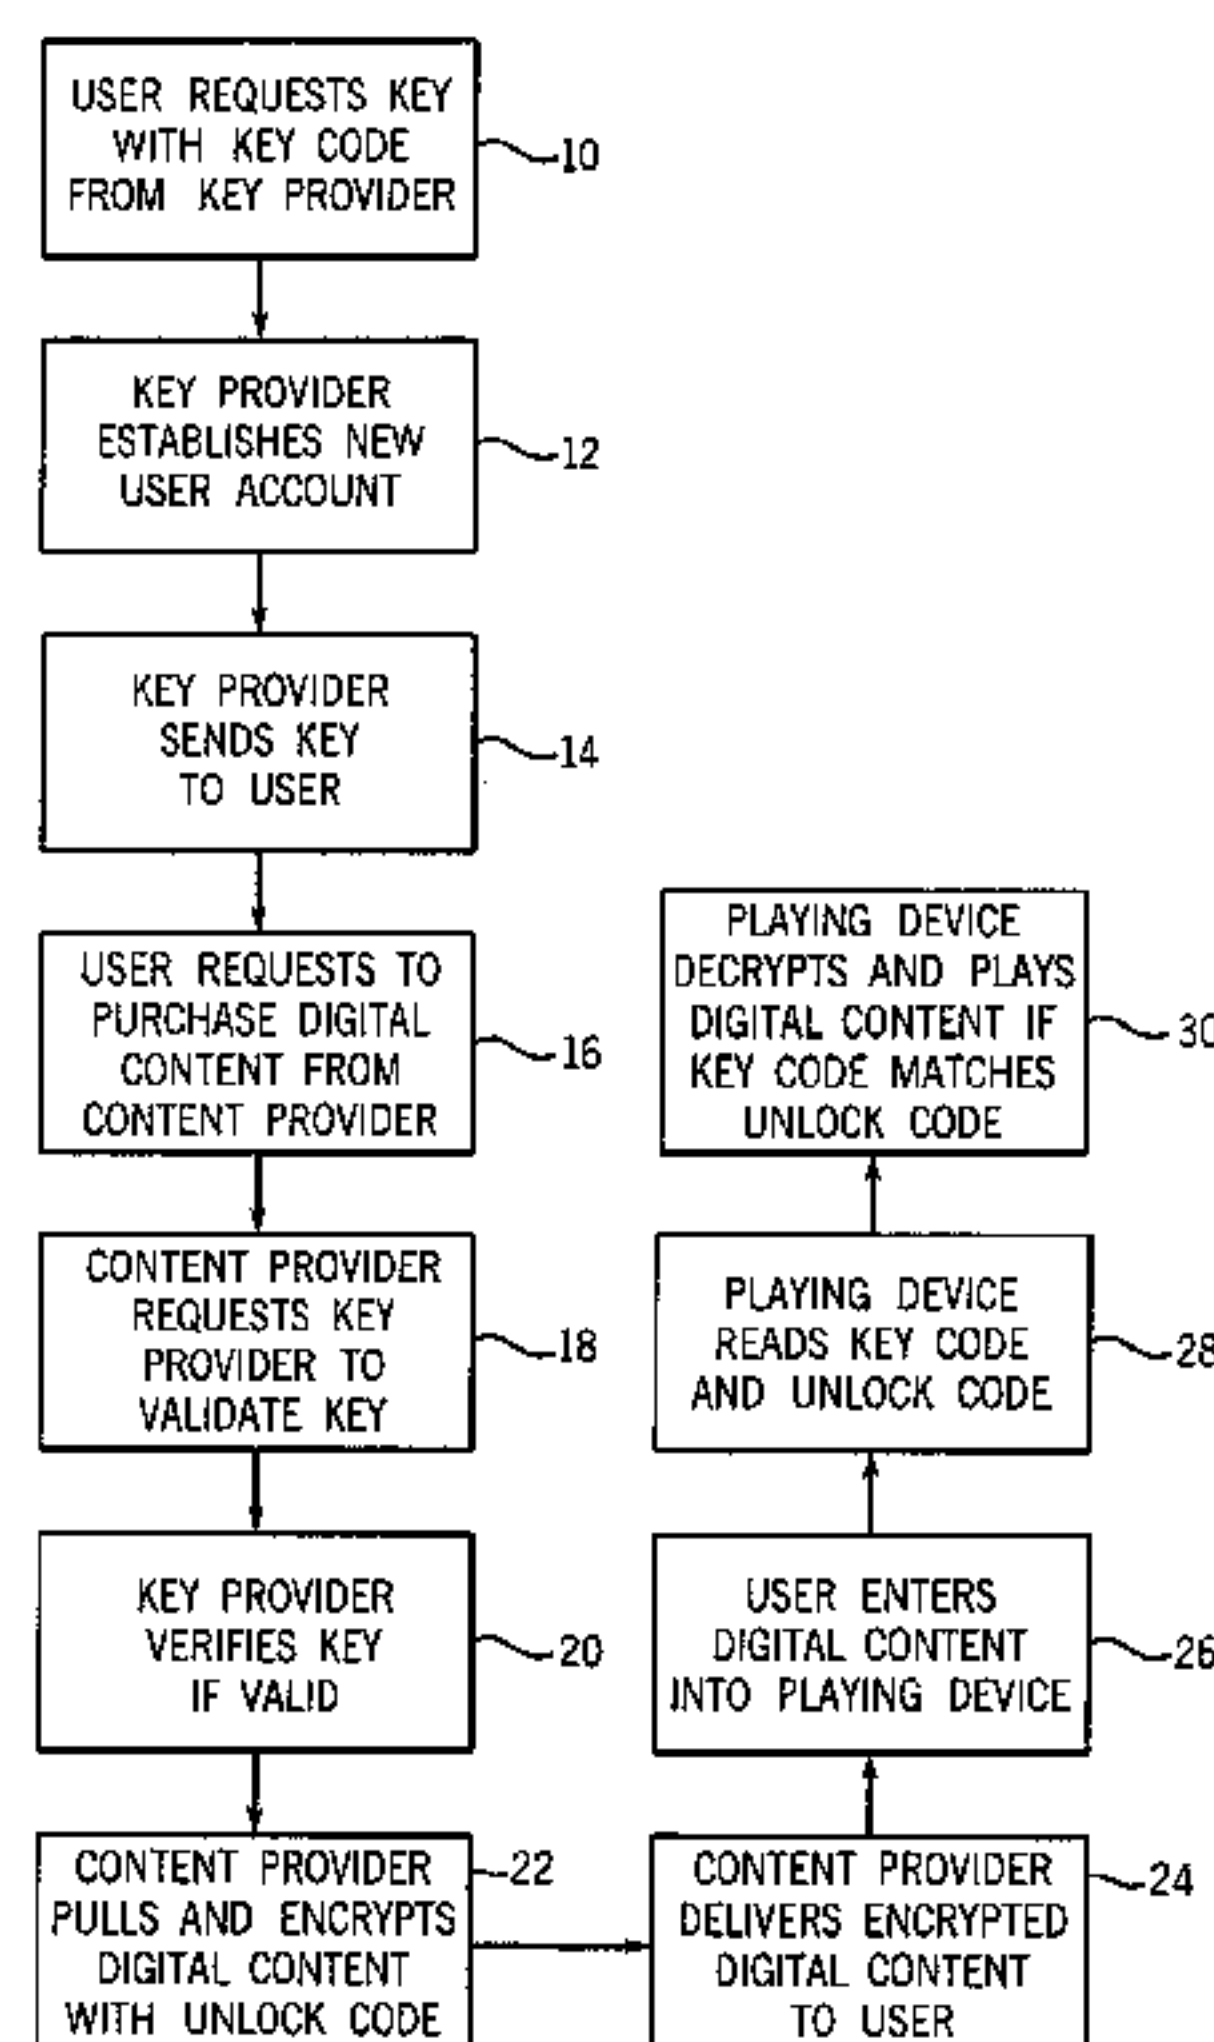 USER REQUESTS KEY
WITH KEY CODE
FROM KEY PROVIDER
10
KEY PROVIDER
ESTABLISHES NEW
USER ACCOUNT
12
KEY PROVIDER
SENDS KEY
TO USER
14
USER REQUESTS TO
PURCHASE DIGITAL
CONTENT FROM
CONTENT PROVIDER
16
CONTENT PROVIDER
REQUESTS KEY
PROVIDER TO
VALIDATE KEY
18
KEY PROVIDER
VERIFIES KEY
IF VALID
20
CONTENT PROVIDER
PULLS AND ENCRYPTS
DIGITAL CONTENT
WITH UNLOCK CODE
22
CONTENT PROVIDER
DELIVERS ENCRYPTED
DIGITAL CONTENT
TO USER
24
USER ENTERS
DIGITAL CONTENT
INTO PLAYING DEVICE
26
PLAYING DEVICE
READS KEY CODE
AND UNLOCK CODE
28
PLAYING DEVICE
DECRYPTS AND PLAYS
DIGITAL CONTENT IF
KEY CODE MATCHES
UNLOCK CODE
30